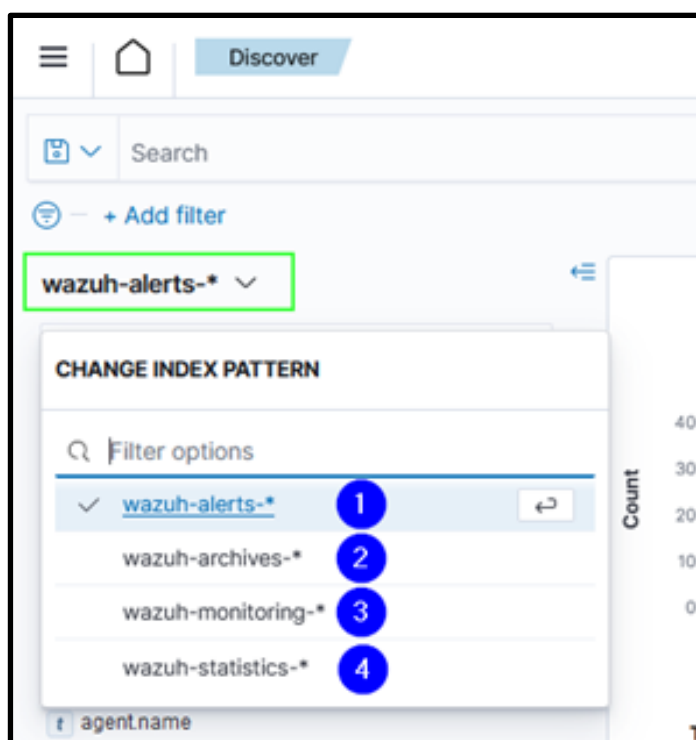 Discover
Search
+ Add filter
wazuh-alerts-*
CHANGE INDEX PATTERN
Filter options
wazuh-alerts-* 1
wazuh-archives-* 2
wazuh-monitoring-* 3
wazuh-statistics-* 4
t agent.name
Count
40
30
20
10
0